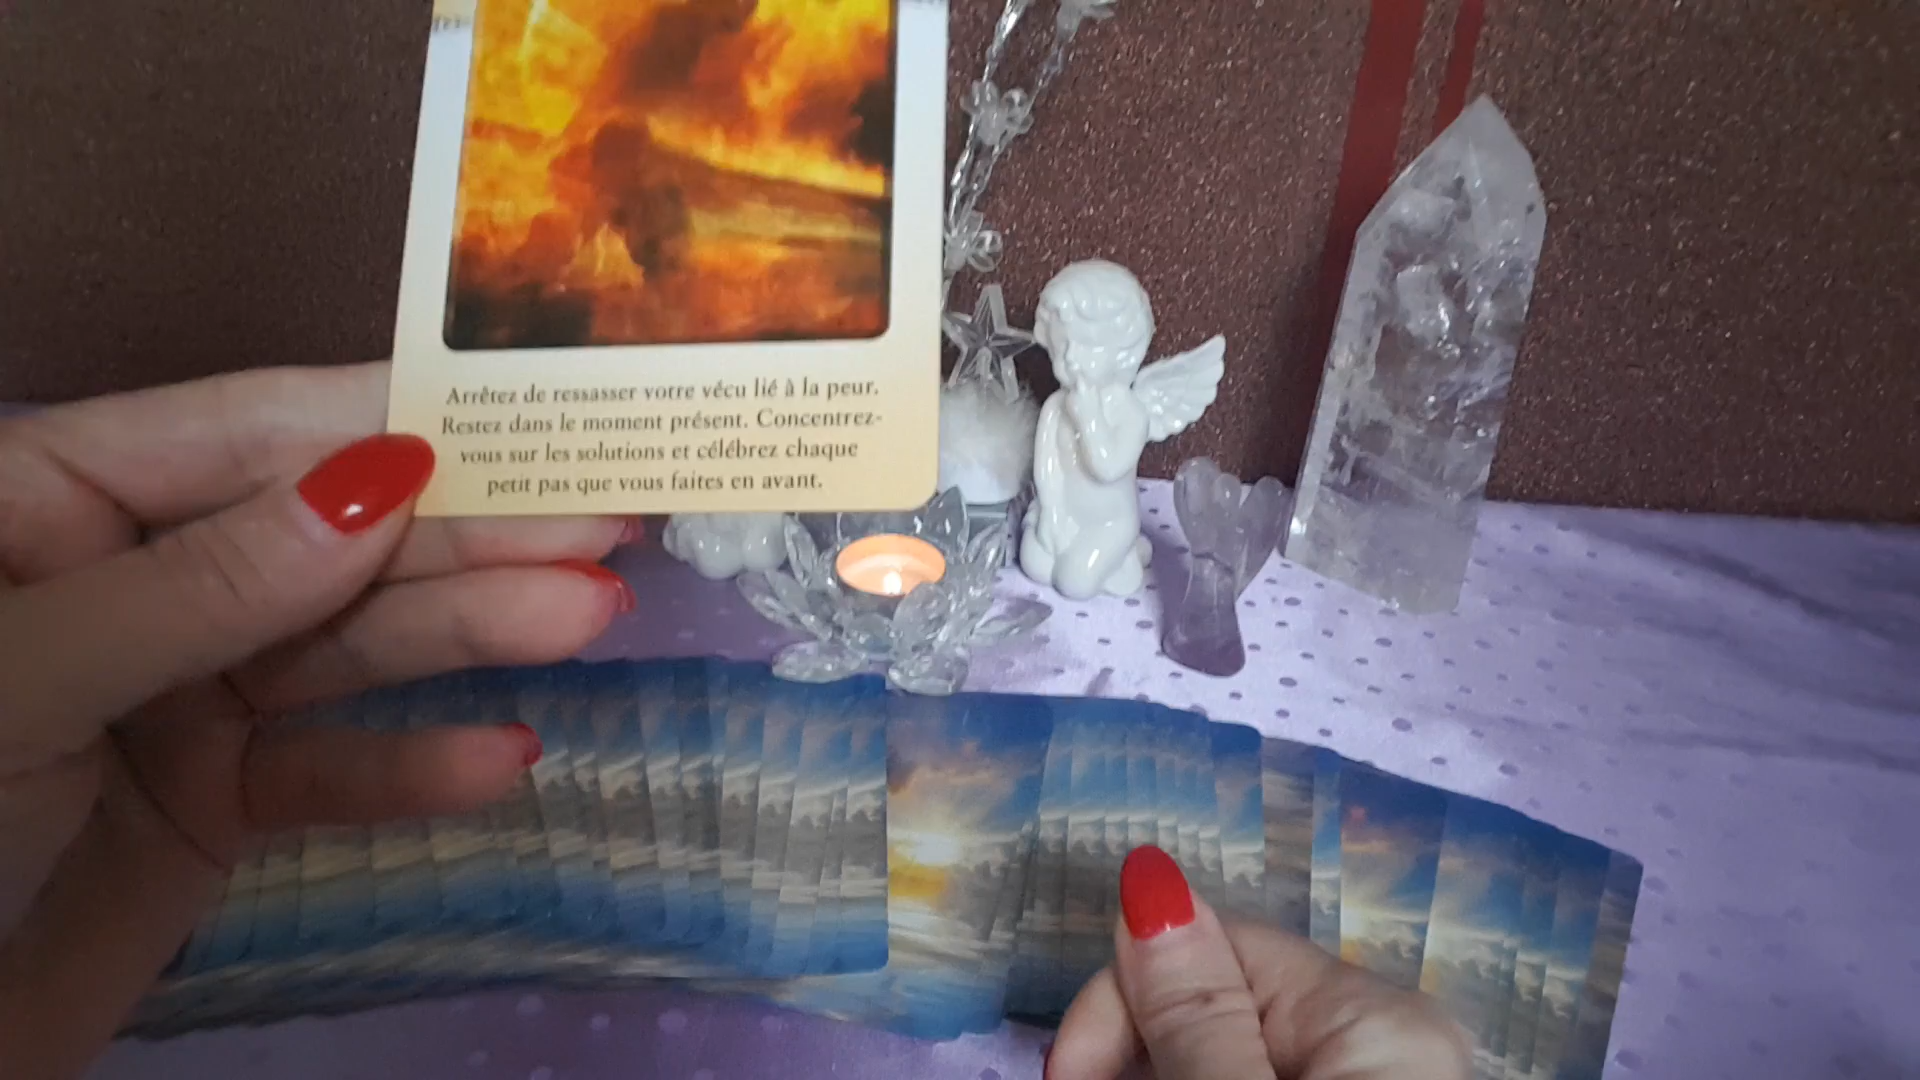 Arrêtez de ressasser votre vécu lié à la peur.
Restez dans le moment présent. Concentrez-
vous sur les solutions et célébrez chaque
petit pas que vous faites en avant.